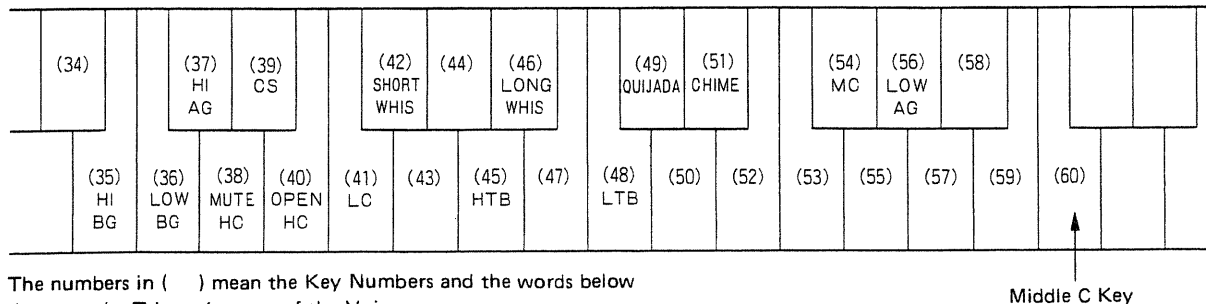 (34) (37) (39) (42) (44) (46) (49) (51) (54) (56) (58)
HI CS SHORT LONG QUIJADA CHIME MC LOW
AG WHIS WHIS AG
(35) (36) (38) (40) (41) (43) (45) (47) (48) (50) (52) (53) (55) (57) (59) (60)
HI LOW MUTE OPEN LC HTB LTB
BG BG HC HC
The numbers in ( ) mean the Key Numbers and the words below
Middle C Key